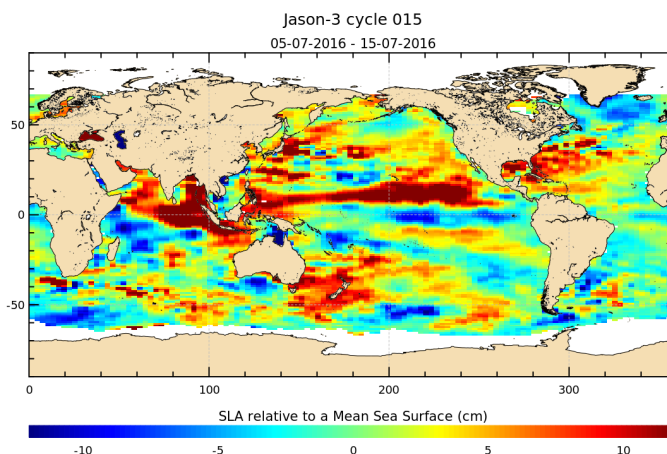 Jason-3 cycle 015
05-07-2016 - 15-07-2016
50
0
-50
0 100 200 300
SLA relative to a Mean Sea Surface (cm)
-10 -5 0 5 10